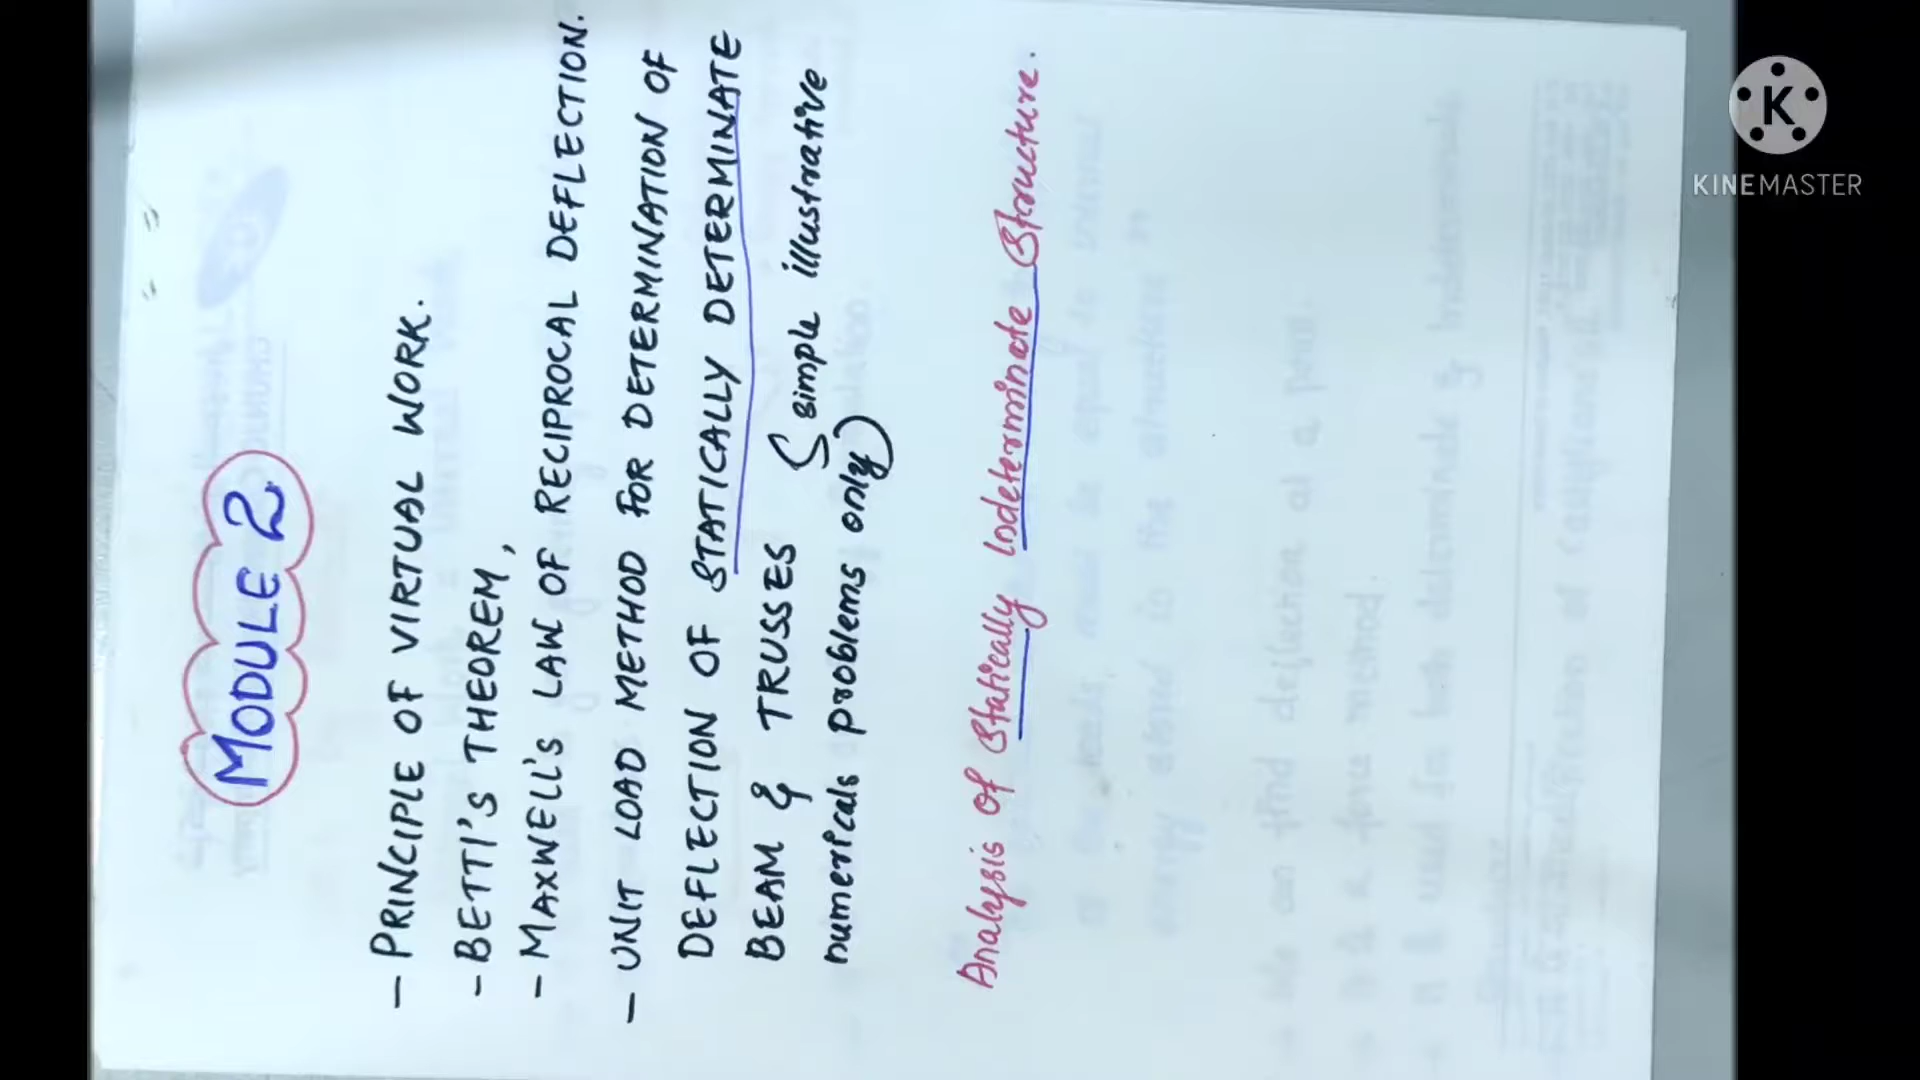 MODULE 2
- PRINCIPLE OF VIRTUAL WORK.
- BETTI'S THEOREM,
- MAXWELL'S LAW OF RECIPROCAL DEFLECTION.
- UNIT LOAD METHOD FOR DETERMINATION OF
DEFLECTION OF STATICALLY DETERMINATE
BEAM & TRUSSES (simple illustrative
numericals problems only)
Analysis of Statically Indeterminate Structure.
K
KINEMASTER